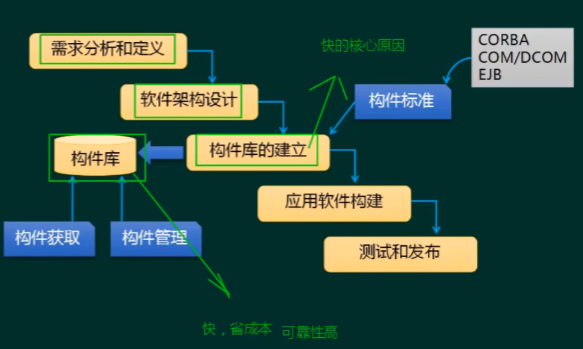 需求分析和定义
快的核心原因
CORBA
COM/DCOM
EJB
软件架构设计
构件标准
构件库
构件库的建立
应用软件构建
构件获取
构件管理
测试和发布
快，省成本 可靠性高